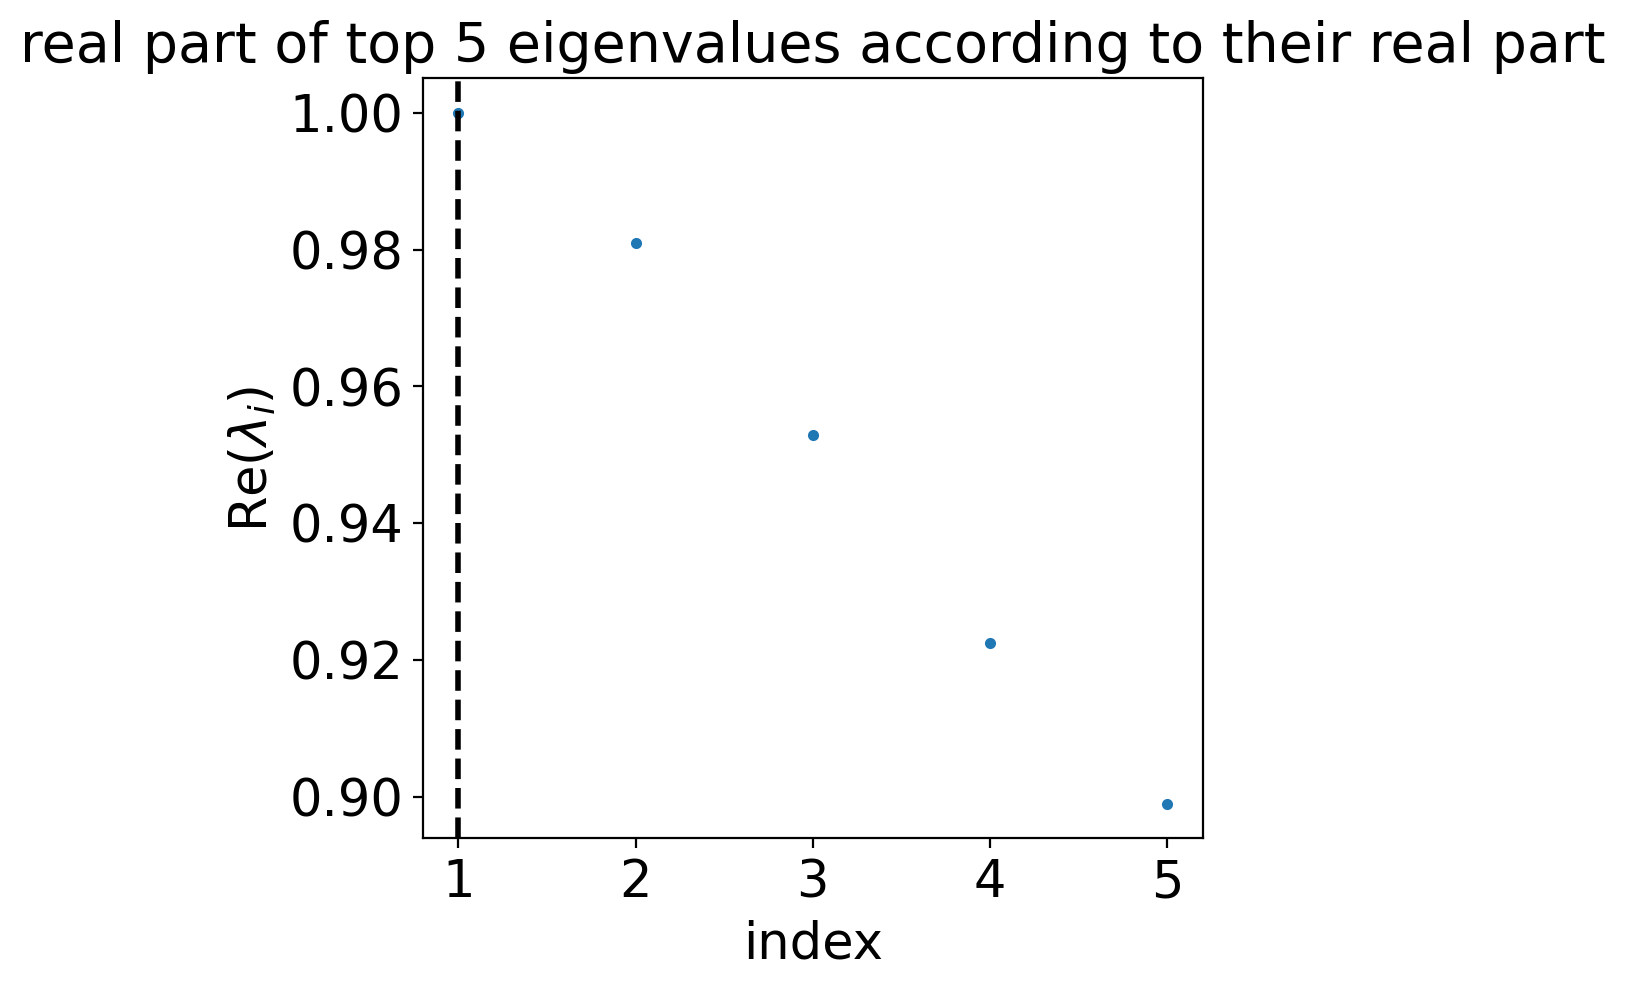 real part of top 5 eigenvalues according to their real part
1.00
0.98
0.96
0.94
0.92
0.90
Re(λᵢ)
1 2 3 4 5
index